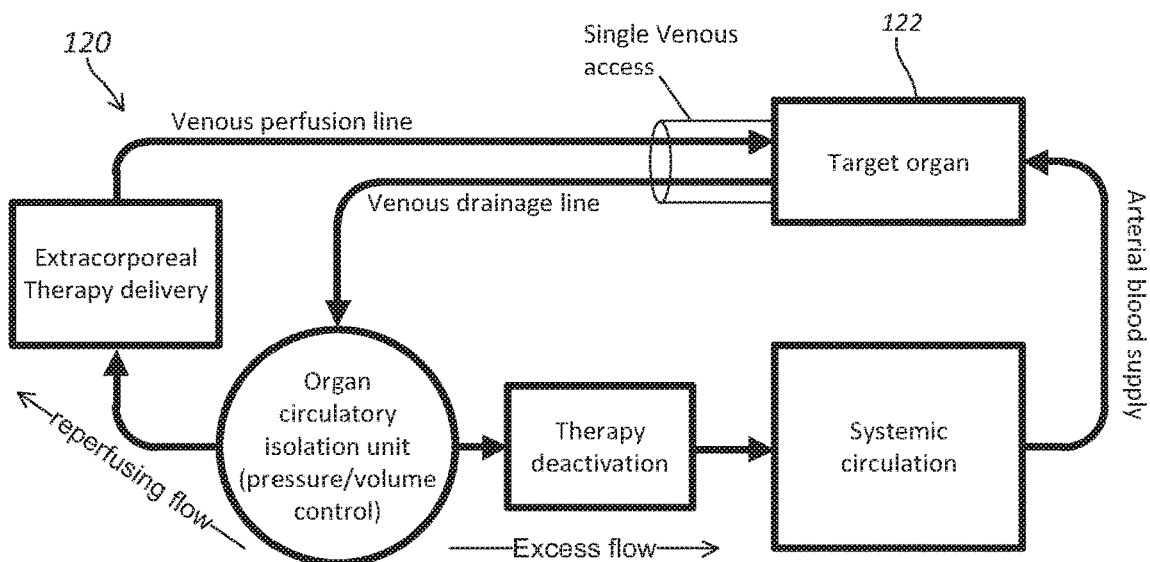 120
Single Venous
access
122
Venous perfusion line
Target organ
Venous drainage line
Arterial blood supply
Extracorporeal
Therapy delivery
Organ
circulatory
isolation unit
(pressure/volume
control)
Therapy
deactivation
Systemic
circulation
reperfusing flow
Excess flow